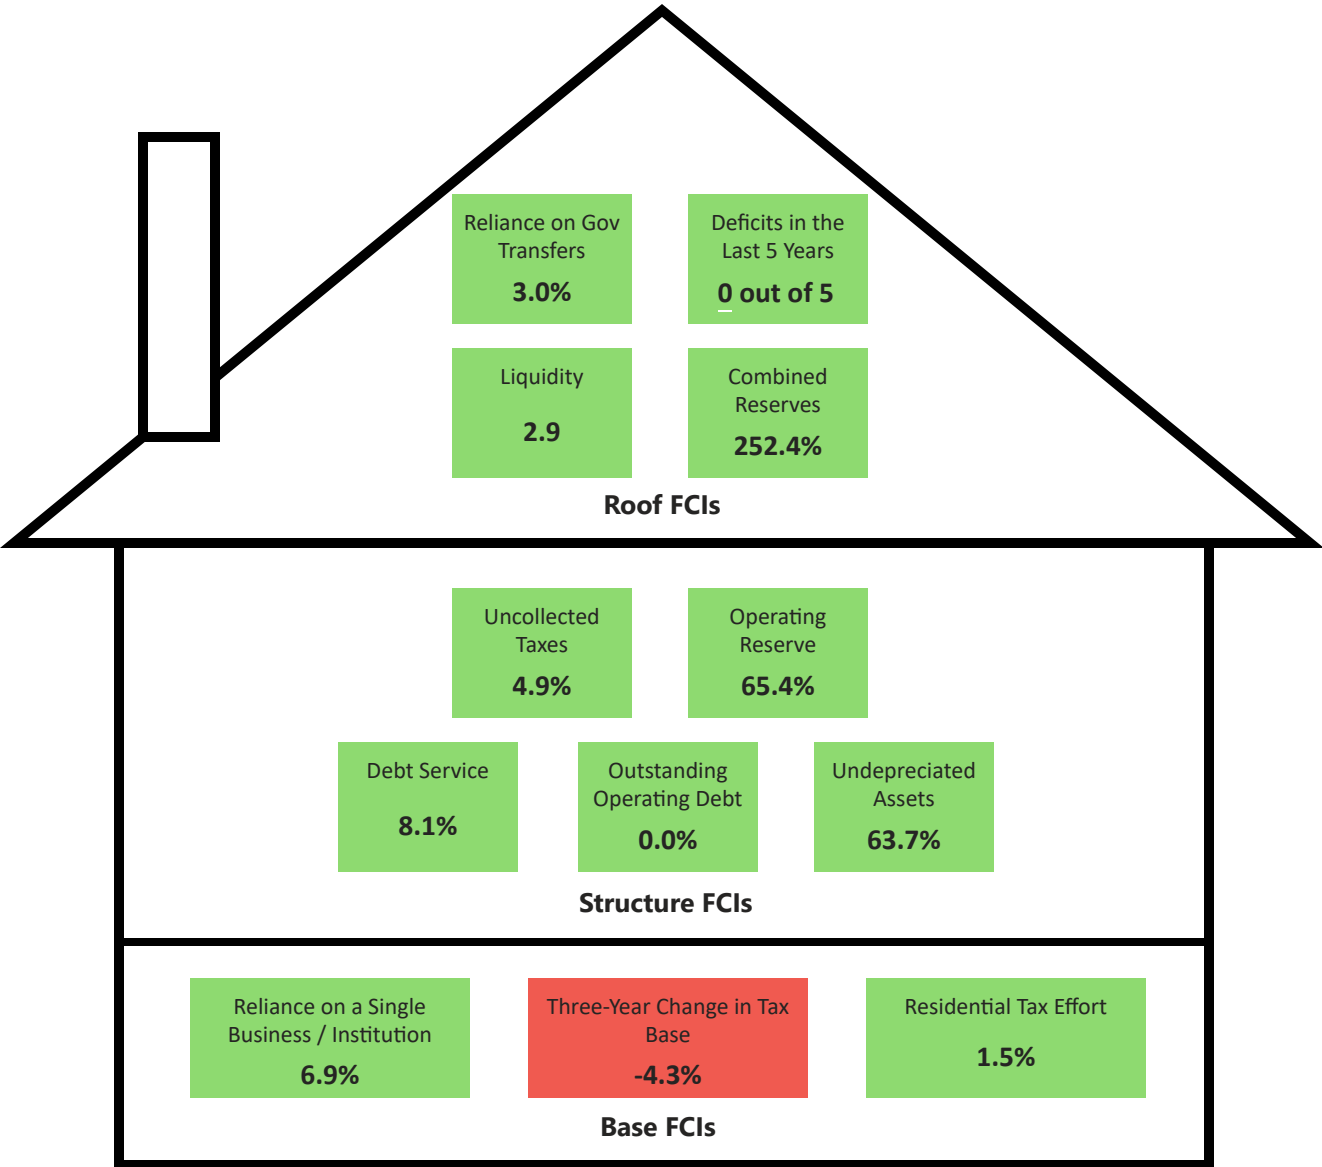 Reliance on Gov
Transfers
3.0%
Deficits in the
Last 5 Years
0 out of 5
Liquidity
2.9
Combined
Reserves
252.4%
Roof FCIs
Uncollected
Taxes
4.9%
Operating
Reserve
65.4%
Debt Service
8.1%
Outstanding
Operating Debt
0.0%
Undepreciated
Assets
63.7%
Structure FCIs
Reliance on a Single
Business / Institution
6.9%
Three-Year Change in Tax
Base
-4.3%
Residential Tax Effort
1.5%
Base FCIs